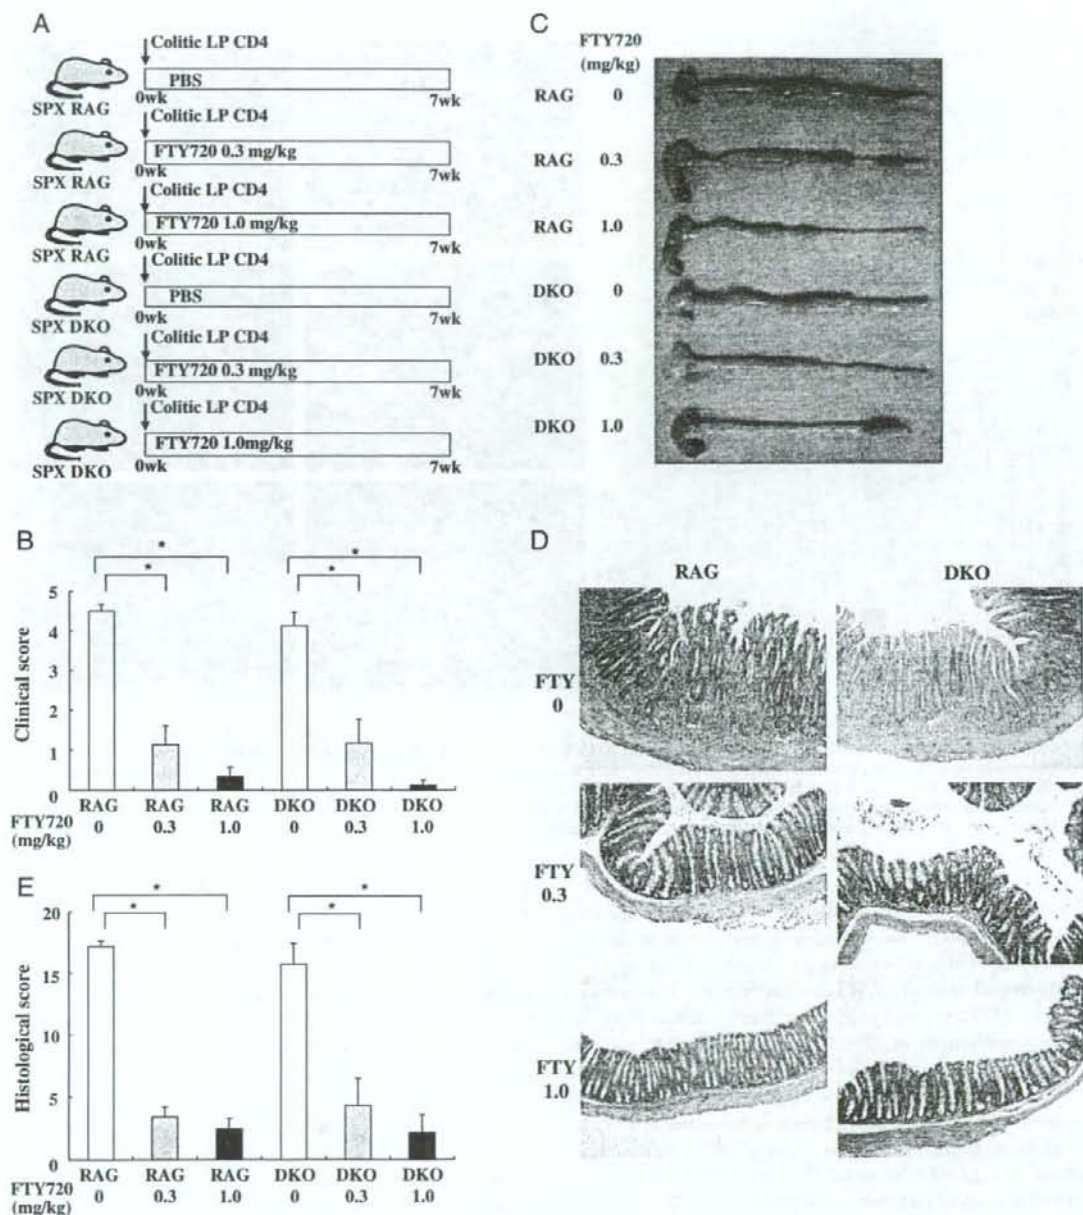 A
Colitic LP CD4
PBS
0wk 7wk
SPX RAG
Colitic LP CD4
FTY720 0.3 mg/kg
0wk 7wk
SPX RAG
Colitic LP CD4
FTY720 1.0 mg/kg
0wk 7wk
SPX RAG
Colitic LP CD4
PBS
0wk 7wk
SPX DKO
Colitic LP CD4
FTY720 0.3 mg/kg
0wk 7wk
SPX DKO
Colitic LP CD4
FTY720 1.0mg/kg
0wk 7wk
SPX DKO
C
FTY720
(mg/kg)
RAG 0
RAG 0.3
RAG 1.0
DKO 0
DKO 0.3
DKO 1.0
B
* *
* *
Clinical score
5
4
3
2
1
0
RAG RAG RAG DKO DKO DKO
FTY720 0 0.3 1.0 0 0.3 1.0
(mg/kg)
D
RAG DKO
FTY
0
FTY
0.3
FTY
1.0
E
* *
* *
Histological score
20
15
10
5
0
RAG RAG RAG DKO DKO DKO
FTY720 0 0.3 1.0 0 0.3 1.0
(mg/kg)